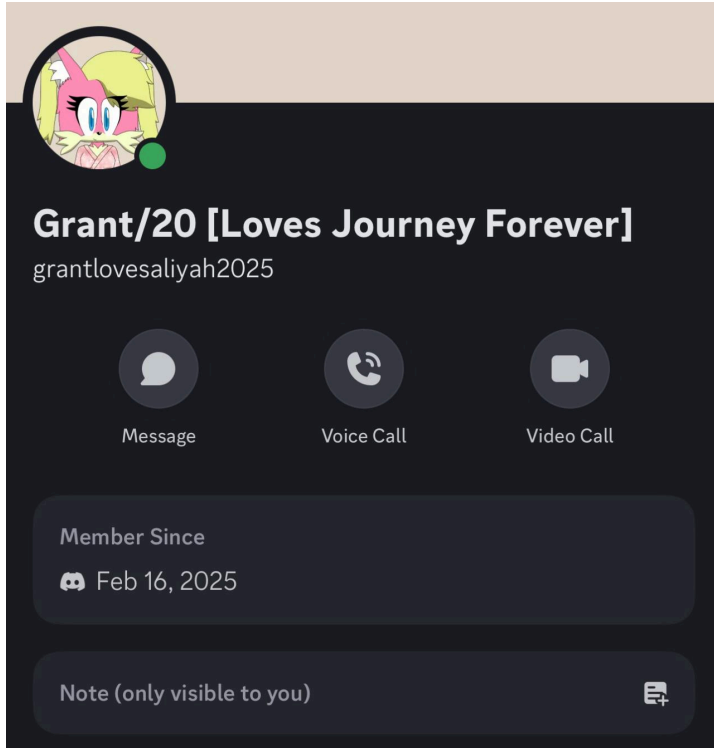 Grant/20 [Loves Journey Forever]
grantlovesaliyah2025
Message Voice Call Video Call
Member Since
Feb 16, 2025
Note (only visible to you)